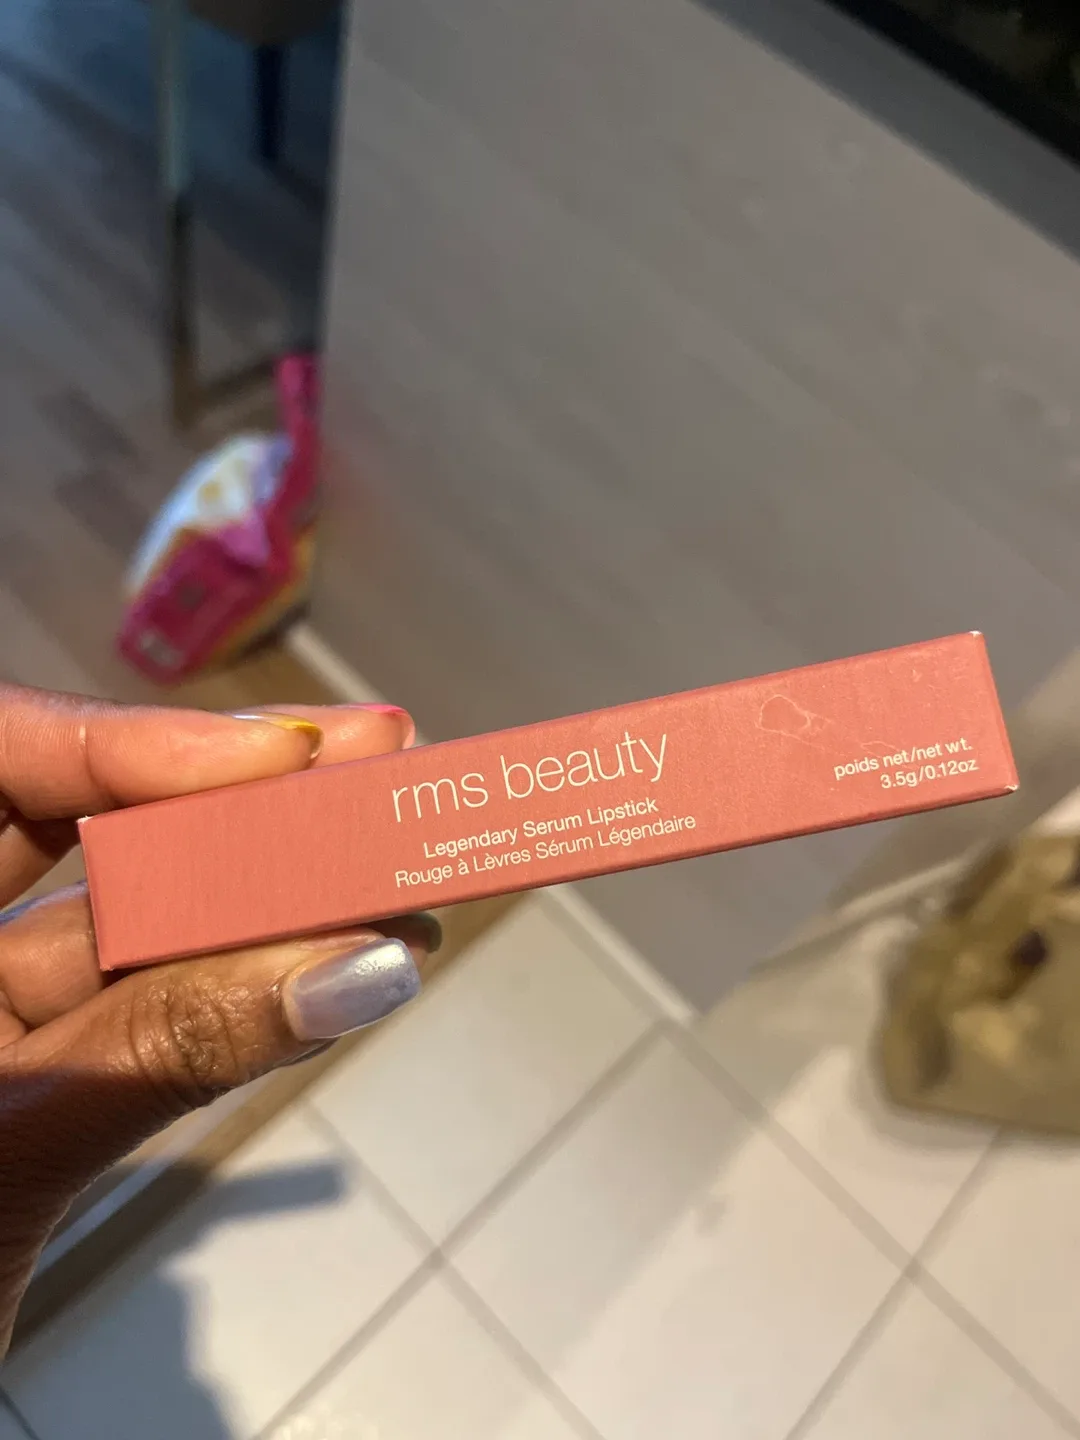 rms beauty
Legendary Serum Lipstick
Rouge à Lèvres Sérum Légendaire
poids net/net wt.
3.5g/0.12oz